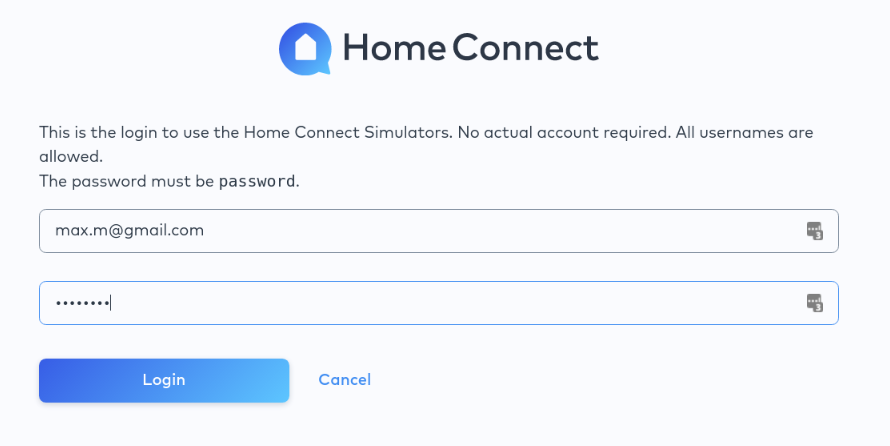 Home Connect
This is the login to use the Home Connect Simulators. No actual account required. All usernames are
allowed.
The password must be password.
max.m@gmail.com
••••••••
Login Cancel